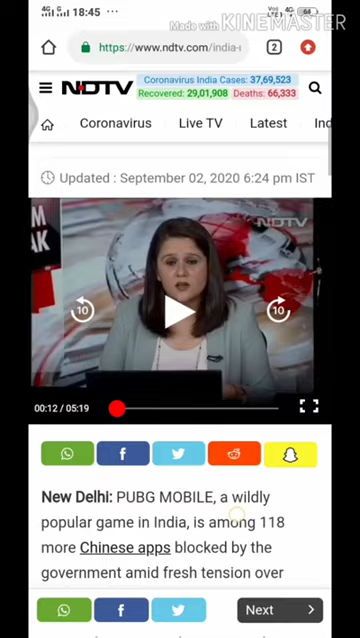 18:45
Made with KINEMASTER
https://www.ndtv.com/india-
2
NDTV
Coronavirus India Cases: 37,69,523
Recovered: 29,01,908 Deaths: 66,333
Coronavirus Live TV Latest Ind
Updated : September 02, 2020 6:24 pm IST
NDTV
M
AK
10 10
00:12 / 05:19
New Delhi: PUBG MOBILE, a wildly
popular game in India, is among 118
more Chinese apps blocked by the
government amid fresh tension over
Next